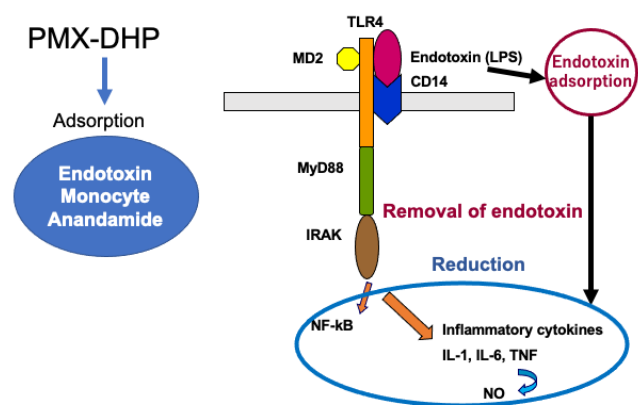 PMX-DHP
Adsorption
Endotoxin
Monocyte
Anandamide
TLR4
MD2
Endotoxin (LPS)
CD14
Endotoxin
adsorption
MyD88
Removal of endotoxin
IRAK
Reduction
NF-kB
Inflammatory cytokines
IL-1, IL-6, TNF
NO